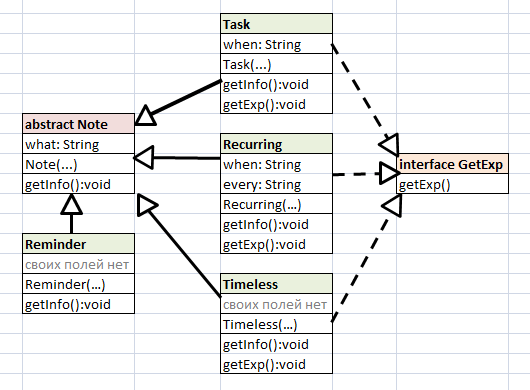 Task
when: String
Task(...)
getInfo():void
getExp():void
abstract Note
what: String
Note(...)
getInfo():void
Recurring
when: String
every: String
Recurring(...)
getInfo():void
getExp():void
interface GetExp
getExp()
Reminder
своих полей нет
Reminder(...)
getInfo():void
Timeless
своих полей нет
Timeless(...)
getInfo():void
getExp():void